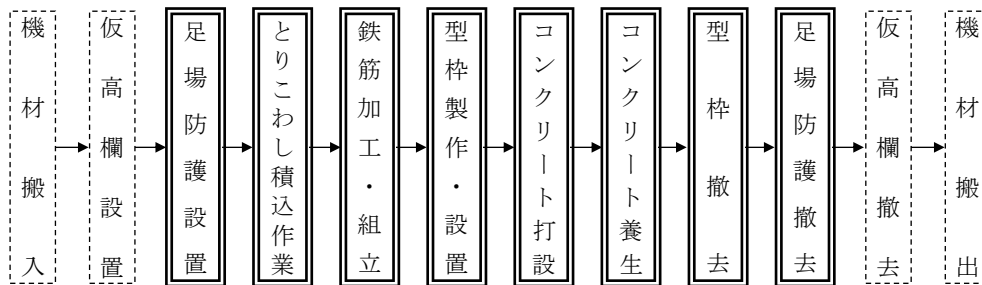 機材搬入
仮高欄設置
足場防護設置
とりこわし積込作業
鉄筋加工・組立
型枠製作・設置
コンクリート打設
コンクリート養生
型枠撤去
足場防護撤去
仮高欄撤去
機材搬出